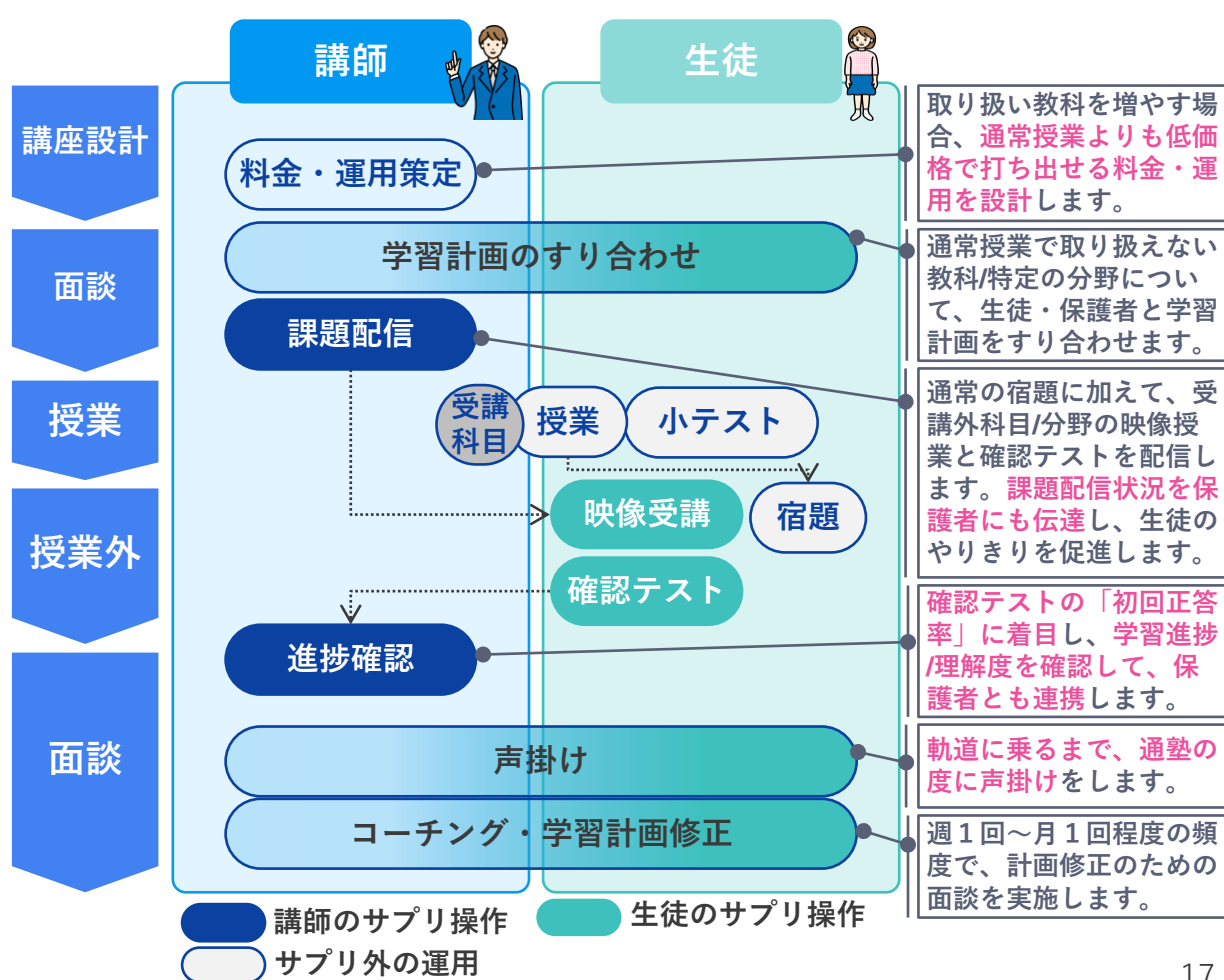 講師
生徒
講座設計
料金・運用策定
取り扱い教科を増やす場
合、通常授業よりも低価
格で打ち出せる料金・運
用を設計します。
面談
学習計画のすり合わせ
通常授業で取り扱えない
教科/特定の分野につい
て、生徒・保護者と学習
計画をすり合わせます。
課題配信
授業
受講
科目
授業
小テスト
通常の宿題に加えて、受
講外科目/分野の映像授
業と確認テストを配信し
ます。課題配信状況を保
護者にも伝達し、生徒の
やりきりを促進します。
授業外
映像受講
宿題
確認テスト
進捗確認
確認テストの「初回正答
率」に着目し、学習進捗
/理解度を確認して、保
護者とも連携します。
面談
声掛け
軌道に乗るまで、通塾の
度に声掛けをします。
コーチング・学習計画修正
週１回～月１回程度の頻
度で、計画修正のための
面談を実施します。
講師のサプリ操作
生徒のサプリ操作
サプリ外の運用
17